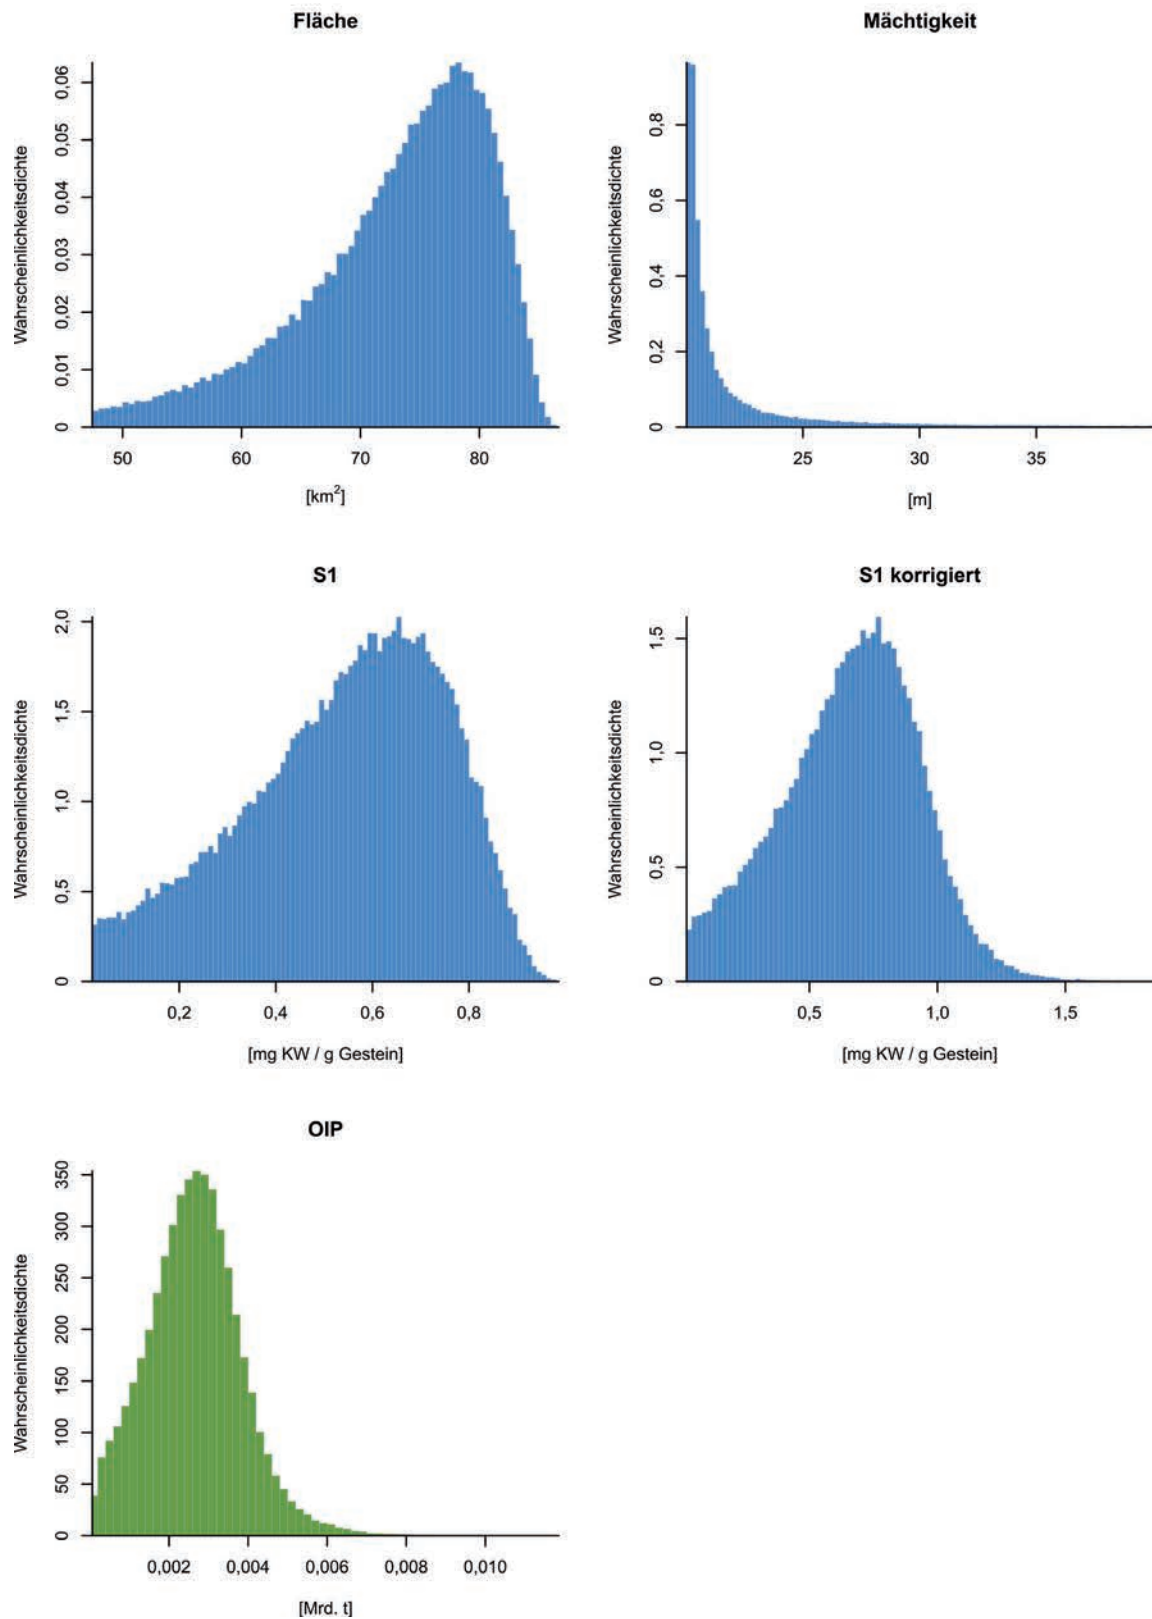 Fläche
Wahrscheinlichkeitsdichte
0,06
0,05
0,04
0,03
0,02
0,01
0
50 60 70 80
[km²]
Mächtigkeit
Wahrscheinlichkeitsdichte
0,8
0,6
0,4
0,2
0
25 30 35
[m]
S1
Wahrscheinlichkeitsdichte
2,0
1,5
1,0
0,5
0
0,2 0,4 0,6 0,8
[mg KW / g Gestein]
S1 korrigiert
Wahrscheinlichkeitsdichte
1,5
1,0
0,5
0
0,5 1,0 1,5
[mg KW / g Gestein]
OIP
Wahrscheinlichkeitsdichte
350
300
250
200
150
100
50
0
0,002 0,004 0,006 0,008 0,010
[Mrd. t]